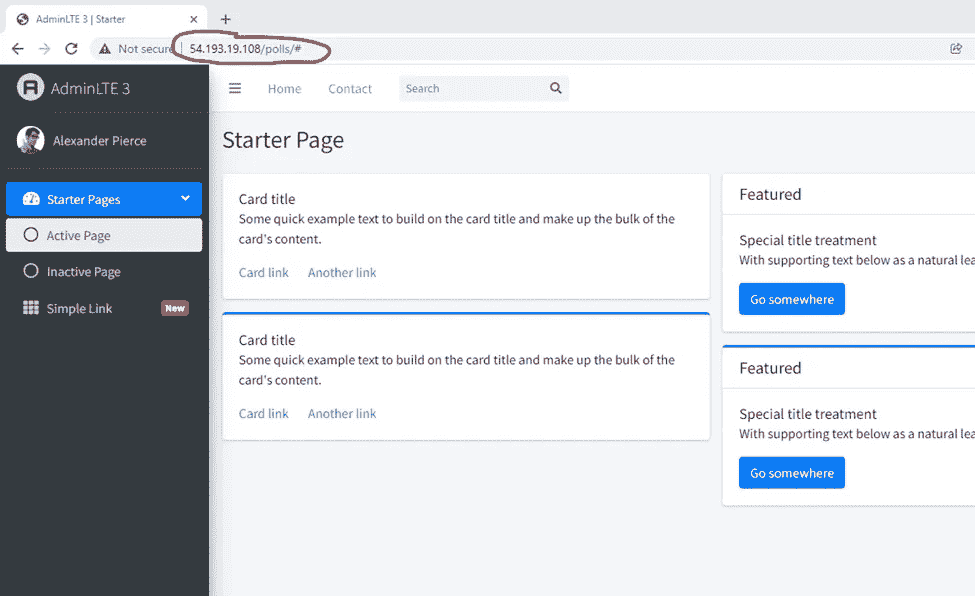 AdminLTE 3 | Starter
Not secure 54.193.19.108/polls/#
AdminLTE 3
Home Contact Search
Alexander Pierce
Starter Page
Starter Pages
Active Page
Inactive Page
Simple Link New
Card title
Some quick example text to build on the card title and make up the bulk of the
card's content.
Card link Another link
Card title
Some quick example text to build on the card title and make up the bulk of the
card's content.
Card link Another link
Featured
Special title treatment
With supporting text below as a natural
Go somewhere
Featured
Special title treatment
With supporting text below as a natural
Go somewhere